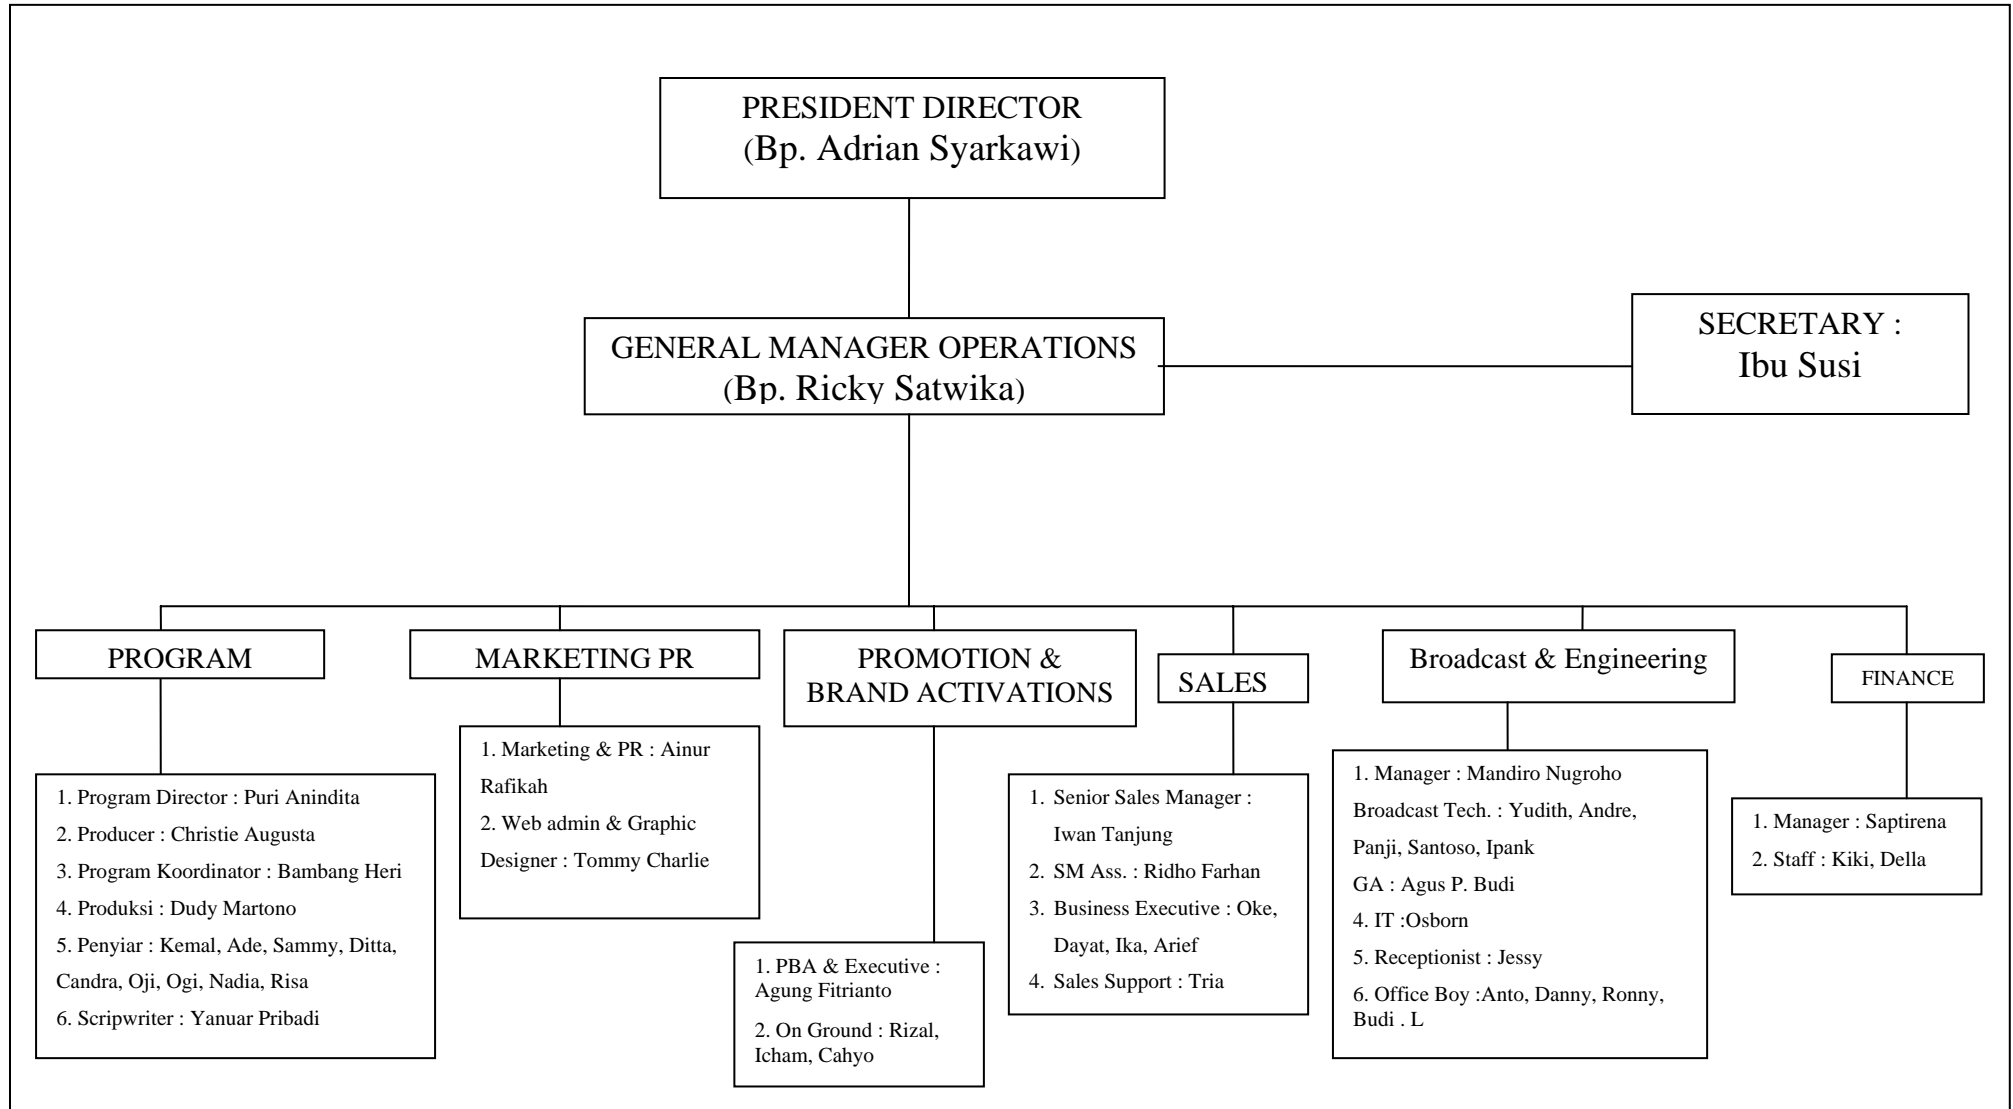 PRESIDENT DIRECTOR
(Bp. Adrian Syarkawi)
GENERAL MANAGER OPERATIONS
(Bp. Ricky Satwika)
SECRETARY :
Ibu Susi
PROGRAM
MARKETING PR
PROMOTION &
BRAND ACTIVATIONS
SALES
Broadcast & Engineering
FINANCE
1. Program Director : Puri Anindita
2. Producer : Christie Augusta
3. Program Koordinator : Bambang Heri
4. Produksi : Dudy Martono
5. Penyiar : Kemal, Ade, Sammy, Ditta,
Candra, Oji, Ogi, Nadia, Risa
6. Scripwriter : Yanuar Pribadi
1. Marketing & PR : Ainur
Rafikah
2. Web admin & Graphic
Designer : Tommy Charlie
1. PBA & Executive :
Agung Fitrianto
2. On Ground : Rizal,
Icham, Cahyo
1. Senior Sales Manager :
Iwan Tanjung
2. SM Ass. : Ridho Farhan
3. Business Executive : Oke,
Dayat, Ika, Arief
4. Sales Support : Tria
1. Manager : Mandiro Nugroho
Broadcast Tech. : Yudith, Andre,
Panji, Santoso, Ipank
GA : Agus P. Budi
4. IT :Osborn
5. Receptionist : Jessy
6. Office Boy :Anto, Danny, Ronny,
Budi . L
1. Manager : Saptirena
2. Staff : Kiki, Della